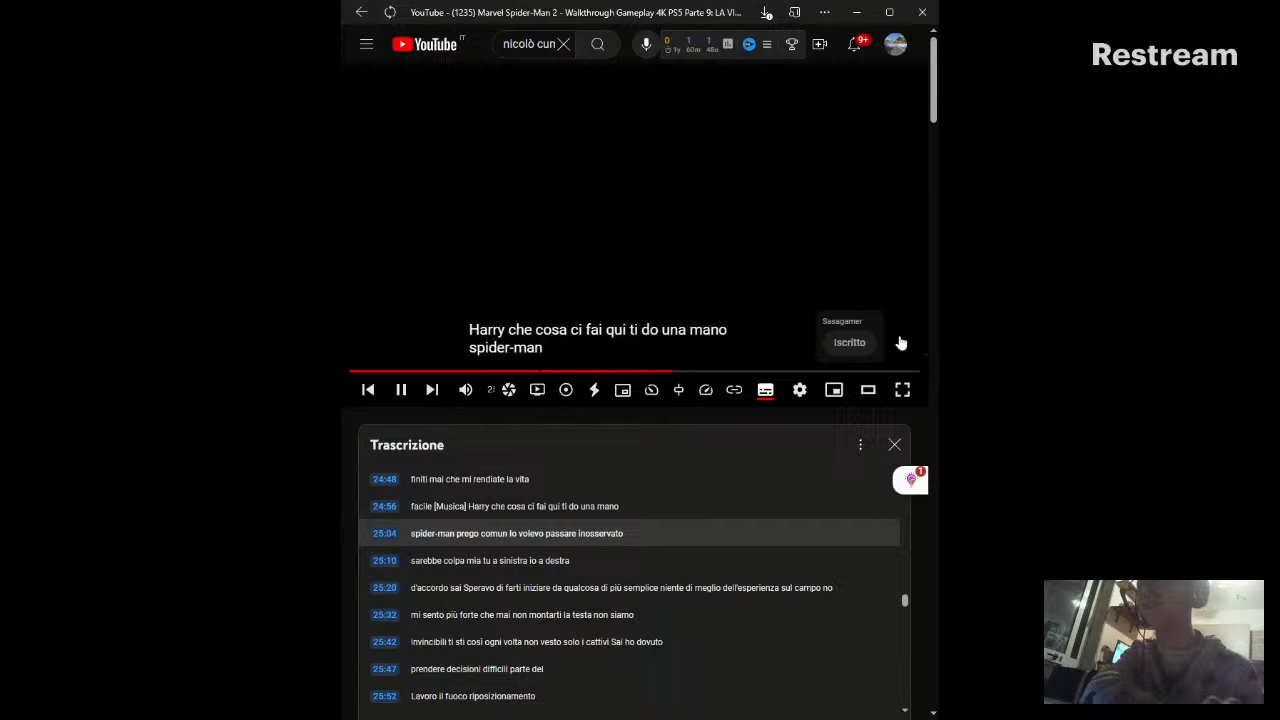 YouTube - (1235) Marvel Spider-Man 2 - Walkthrough Gameplay 4K PS5 Parte 9: LA VI...
Restream
YouTube IT
nicolò cun
0 1 1
1y 60m 48o
9+
Harry che cosa ci fai qui ti do una mano
spider-man
Sasagamer
Iscritto
Trascrizione
1
24:48 finiti mai che mi rendiate la vita
24:56 facile [Musica] Harry che cosa ci fai qui ti do una mano
25:04 spider-man prego comun lo volevo passare inosservato
25:10 sarebbe colpa mia tu a sinistra io a destra
25:20 d'accordo sai Speravo di farti iniziare da qualcosa di più semplice niente di meglio dell'esperienza sul campo no
25:32 mi sento più forte che mai non montarti la testa non siamo
25:42 invincibili ti sti così ogni volta non vesto solo i cattivi Sai ho dovuto
25:47 prendere decisioni difficili parte del
25:52 Lavoro il fuoco riposizionamento